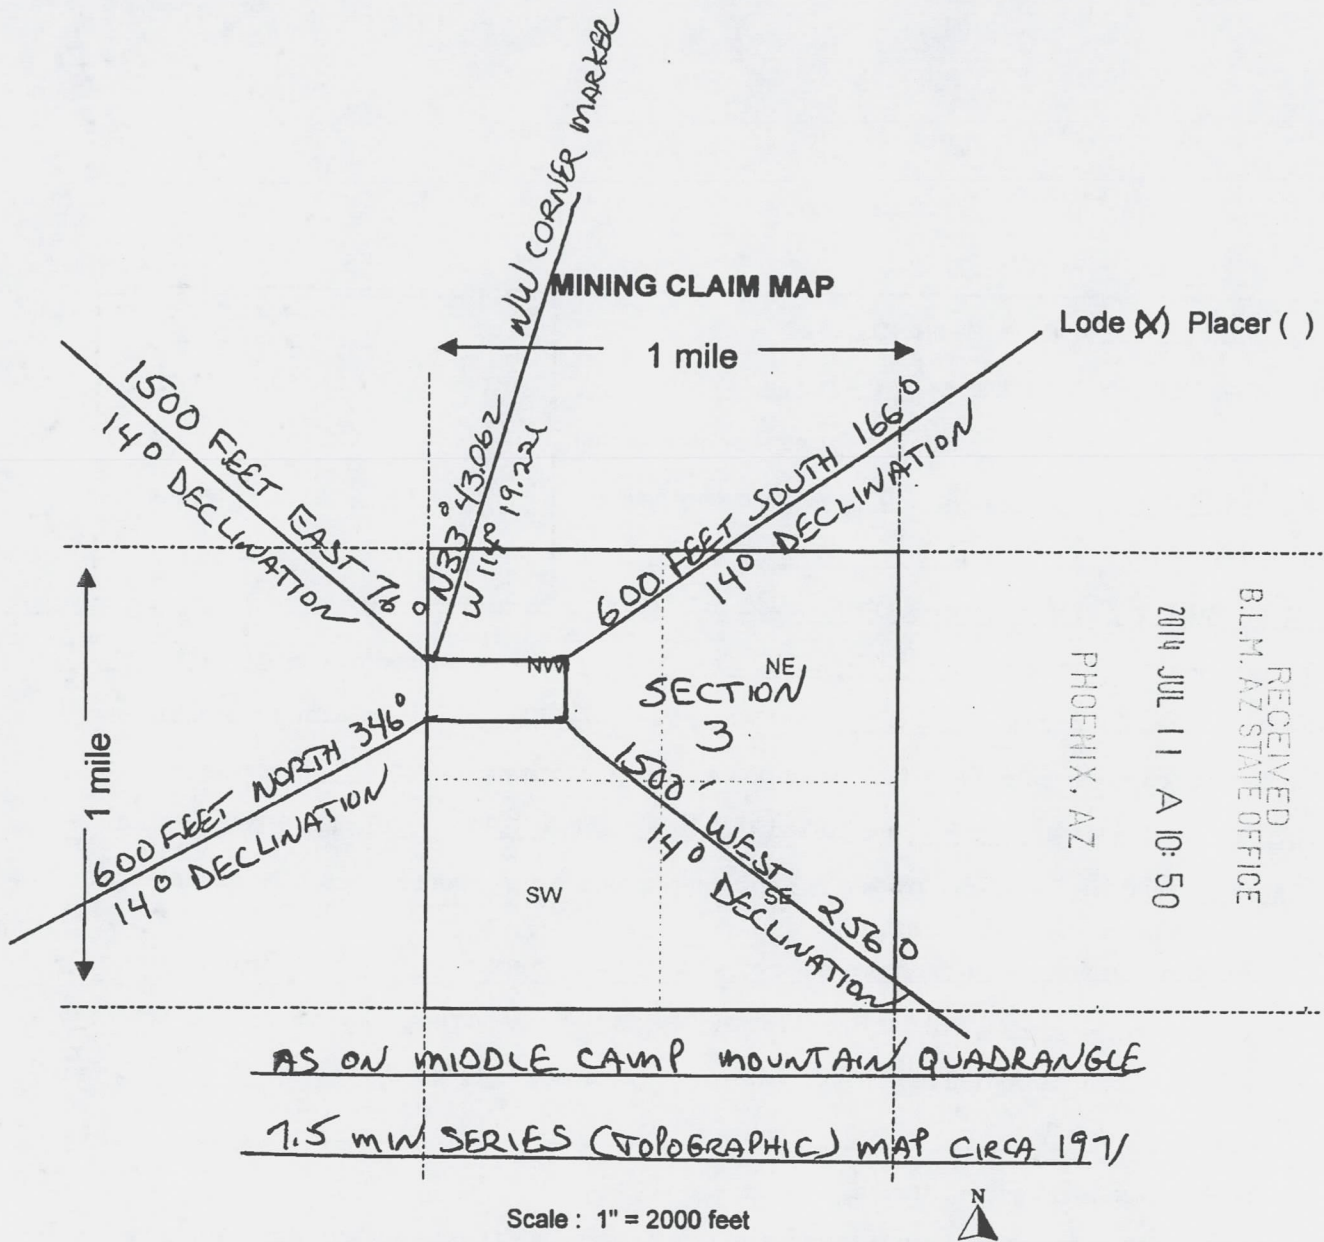 NW CORNER MARKER
N33° 43.062
W 114° 19.221
MINING CLAIM MAP
Lode (X) Placer ( )
1 mile
1500 FEET EAST 76°
14° DECLINATION
600 FEET SOUTH 166°
14° DECLINATION
1 mile
NW
NE
SECTION
3
600 FEET NORTH 346°
14° DECLINATION
1500' WEST 256°
14° DECLINATION
SW
SE
RECEIVED
B.L.M. AZ STATE OFFICE
2014 JUL 11 A 10:50
PHOENIX, AZ
AS ON MIDDLE CAMP MOUNTAIN QUADRANGLE
7.5 MIN SERIES (TOPOGRAPHIC) MAP CIRCA 1971
Scale : 1" = 2000 feet
N